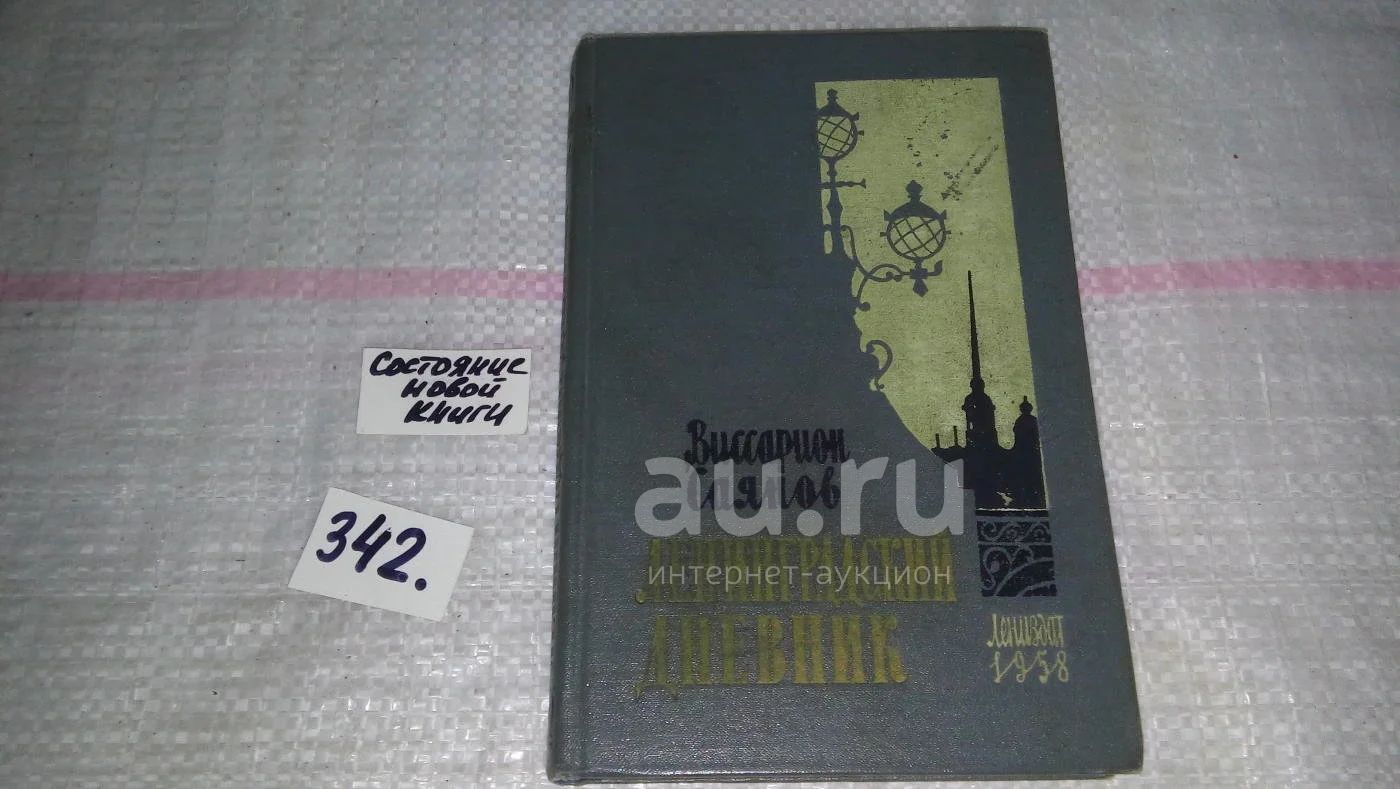 Состояние
новой
книги
342.
Виссарион
Саянов
Ленинградский
Дневник
Лениздат
1958
au.ru
интернет-аукцион